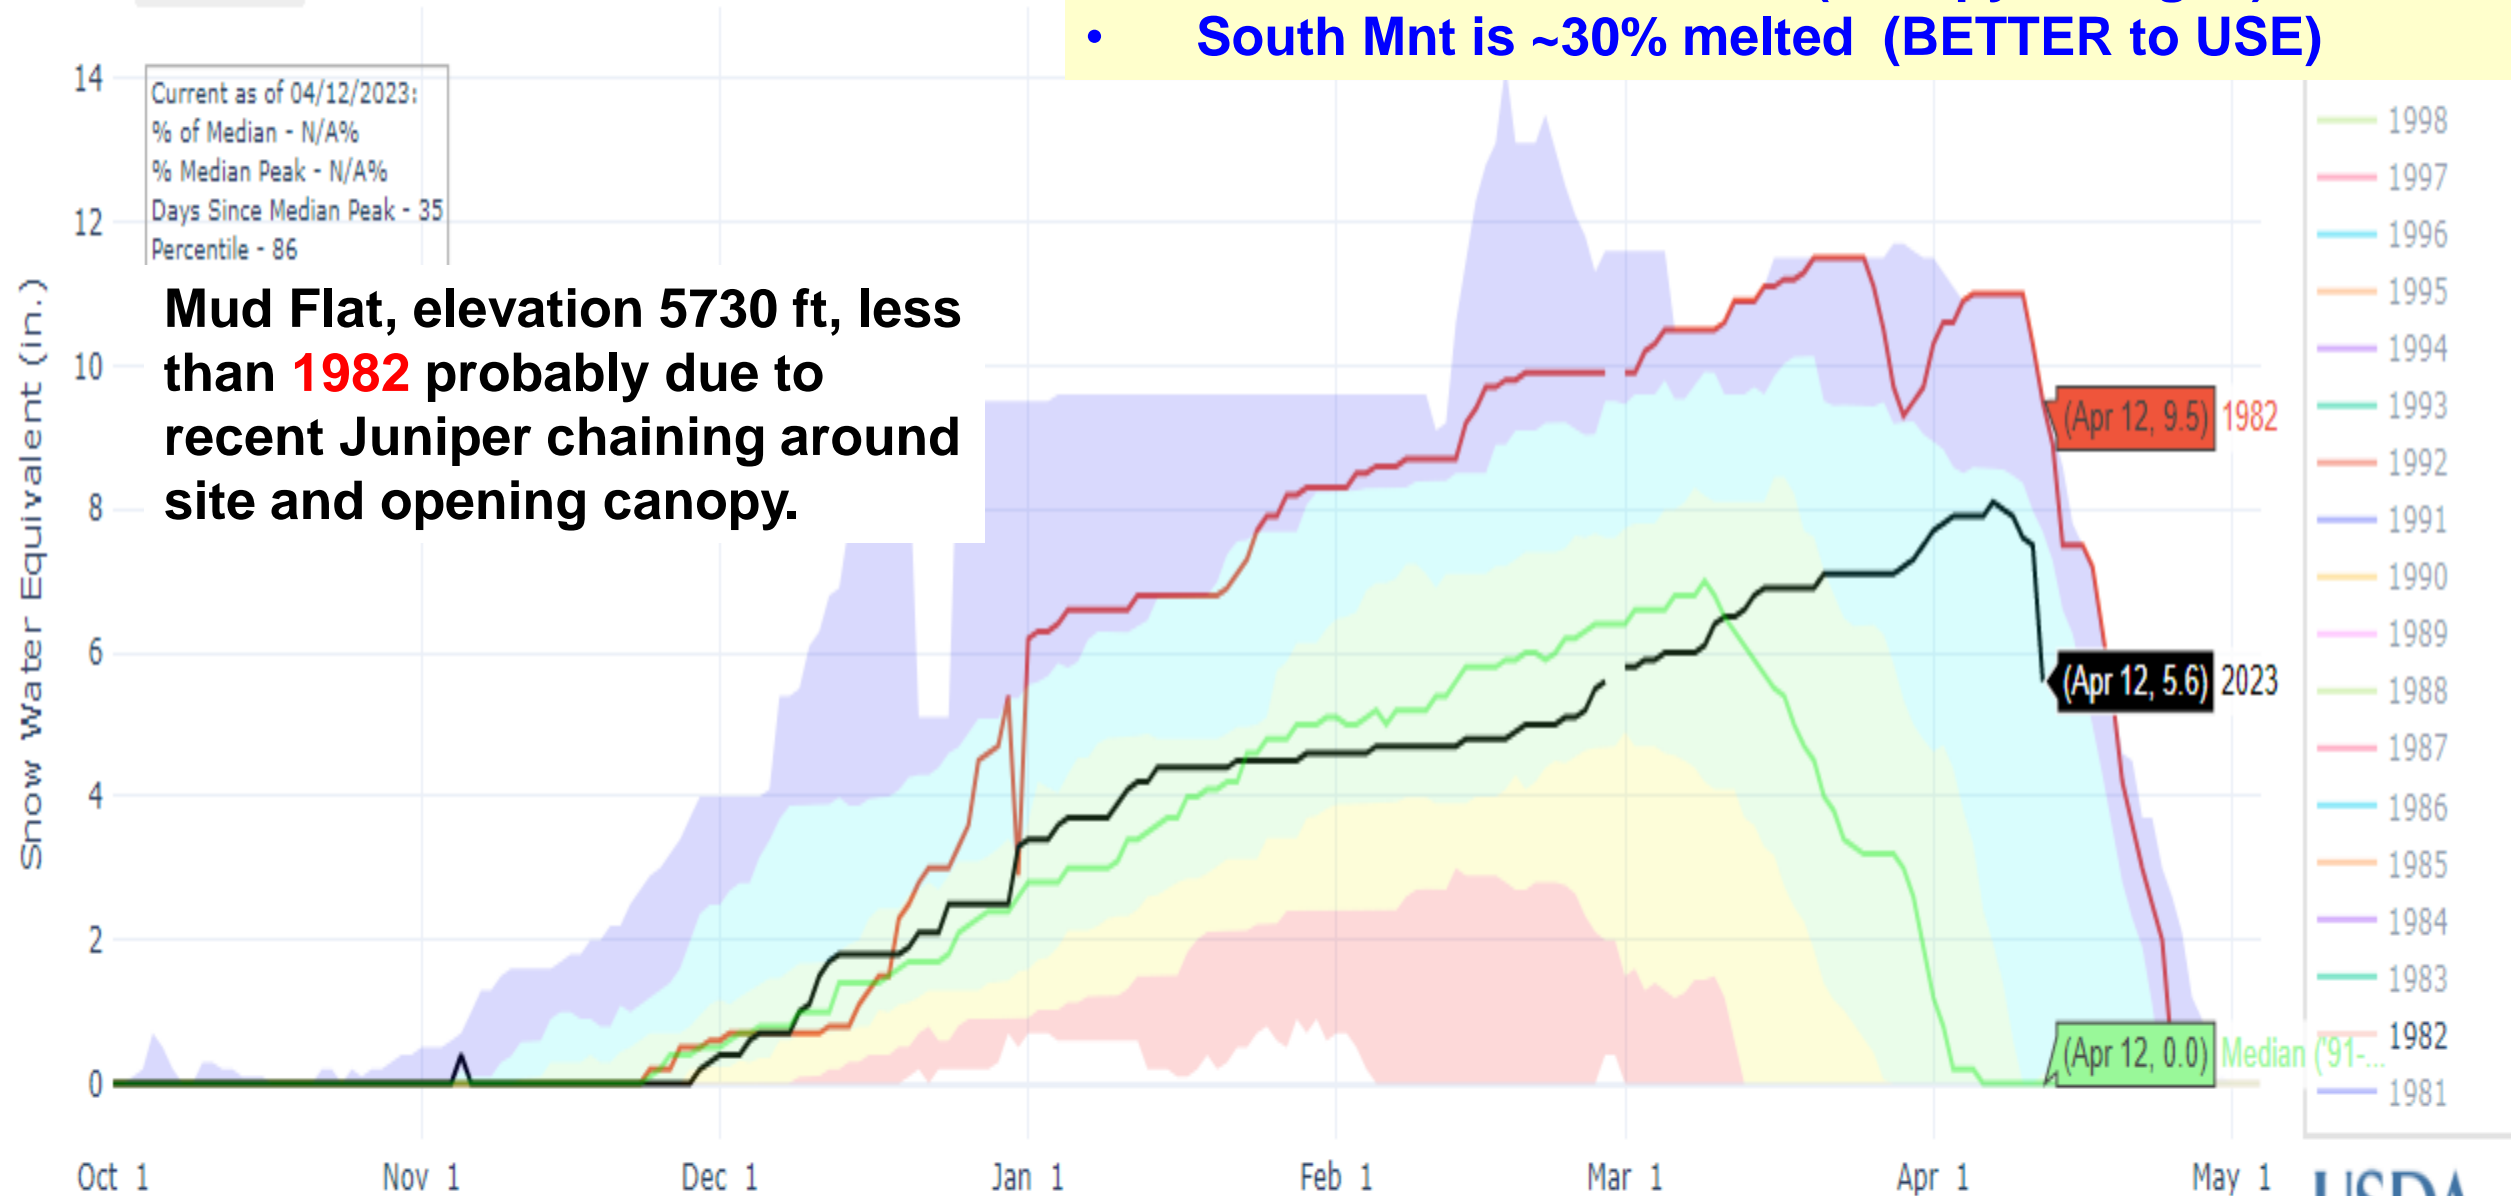 • South Mnt is ~30% melted (BETTER to USE)
14
12
10
8
6
4
2
0
Snow Water Equivalent (in.)
Current as of 04/12/2023:
% of Median - N/A%
% Median Peak - N/A%
Days Since Median Peak - 35
Percentile - 86
Mud Flat, elevation 5730 ft, less
than 1982 probably due to
recent Juniper chaining around
site and opening canopy.
(Apr 12, 9.5) 1982
(Apr 12, 5.6) 2023
(Apr 12, 0.0) Median ('91-...
1998
1997
1996
1995
1994
1993
1992
1991
1990
1989
1988
1987
1986
1985
1984
1983
1982
1981
Oct 1
Nov 1
Dec 1
Jan 1
Feb 1
Mar 1
Apr 1
May 1
USDA